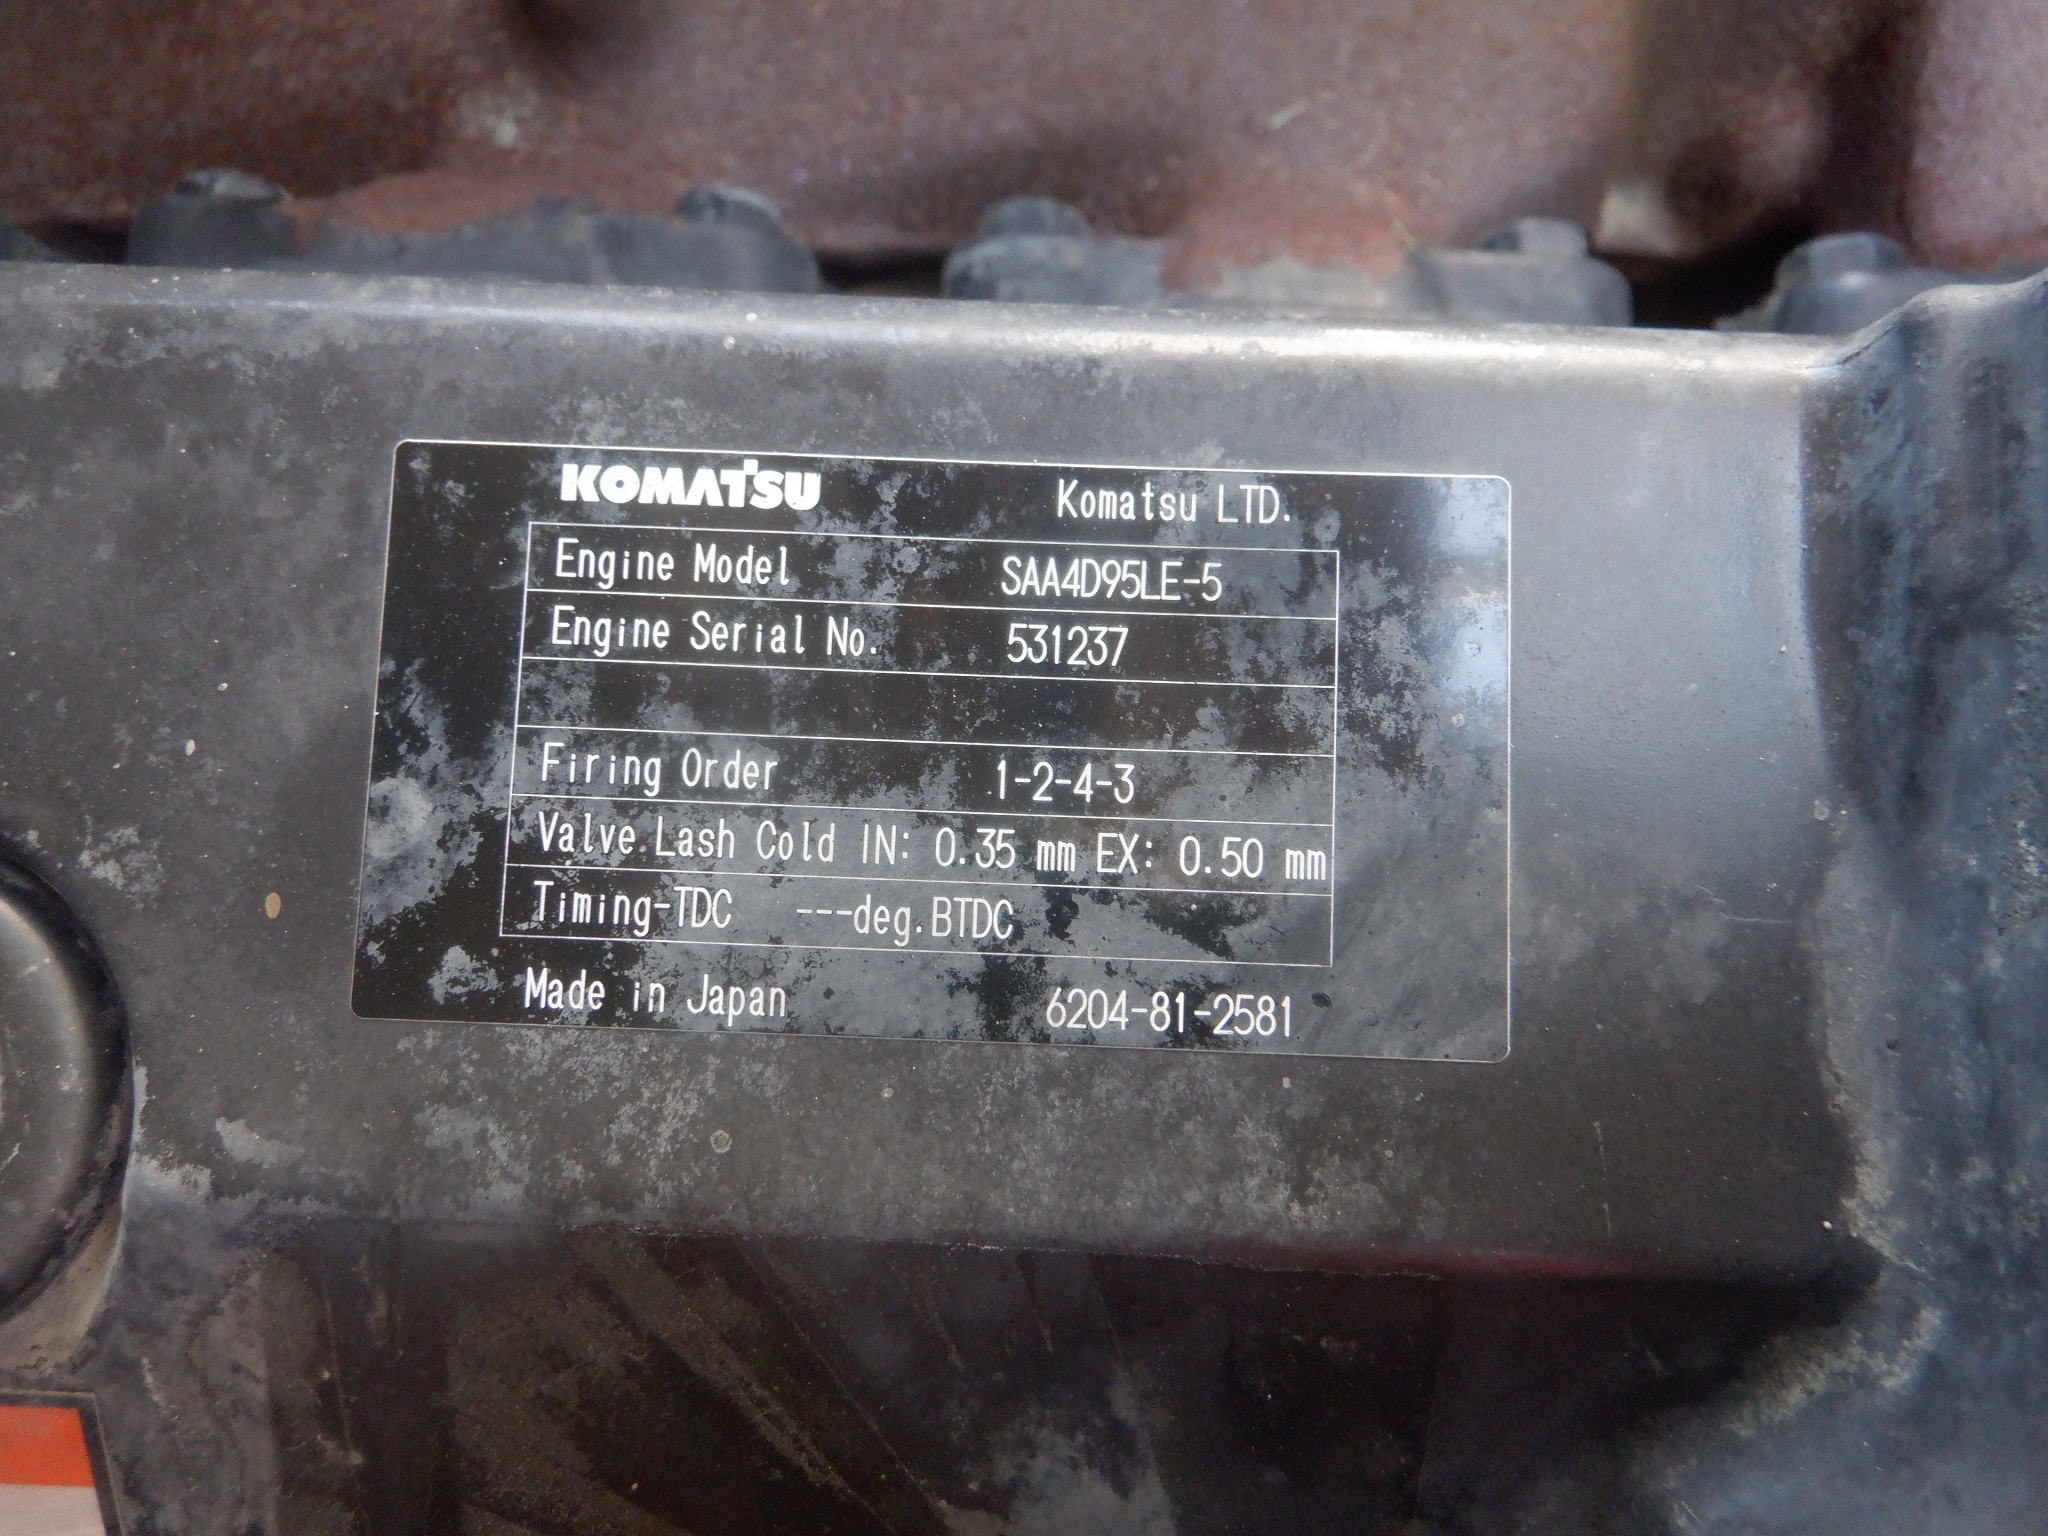 KOMATSU Komatsu LTD.
Engine Model SAA4D95LE-5
Engine Serial No. 531237
Firing Order 1-2-4-3
Valve Lash Cold IN: 0.35 mm EX: 0.50 mm
Timing-TDC ---deg.BTDC
Made in Japan 6204-81-2581